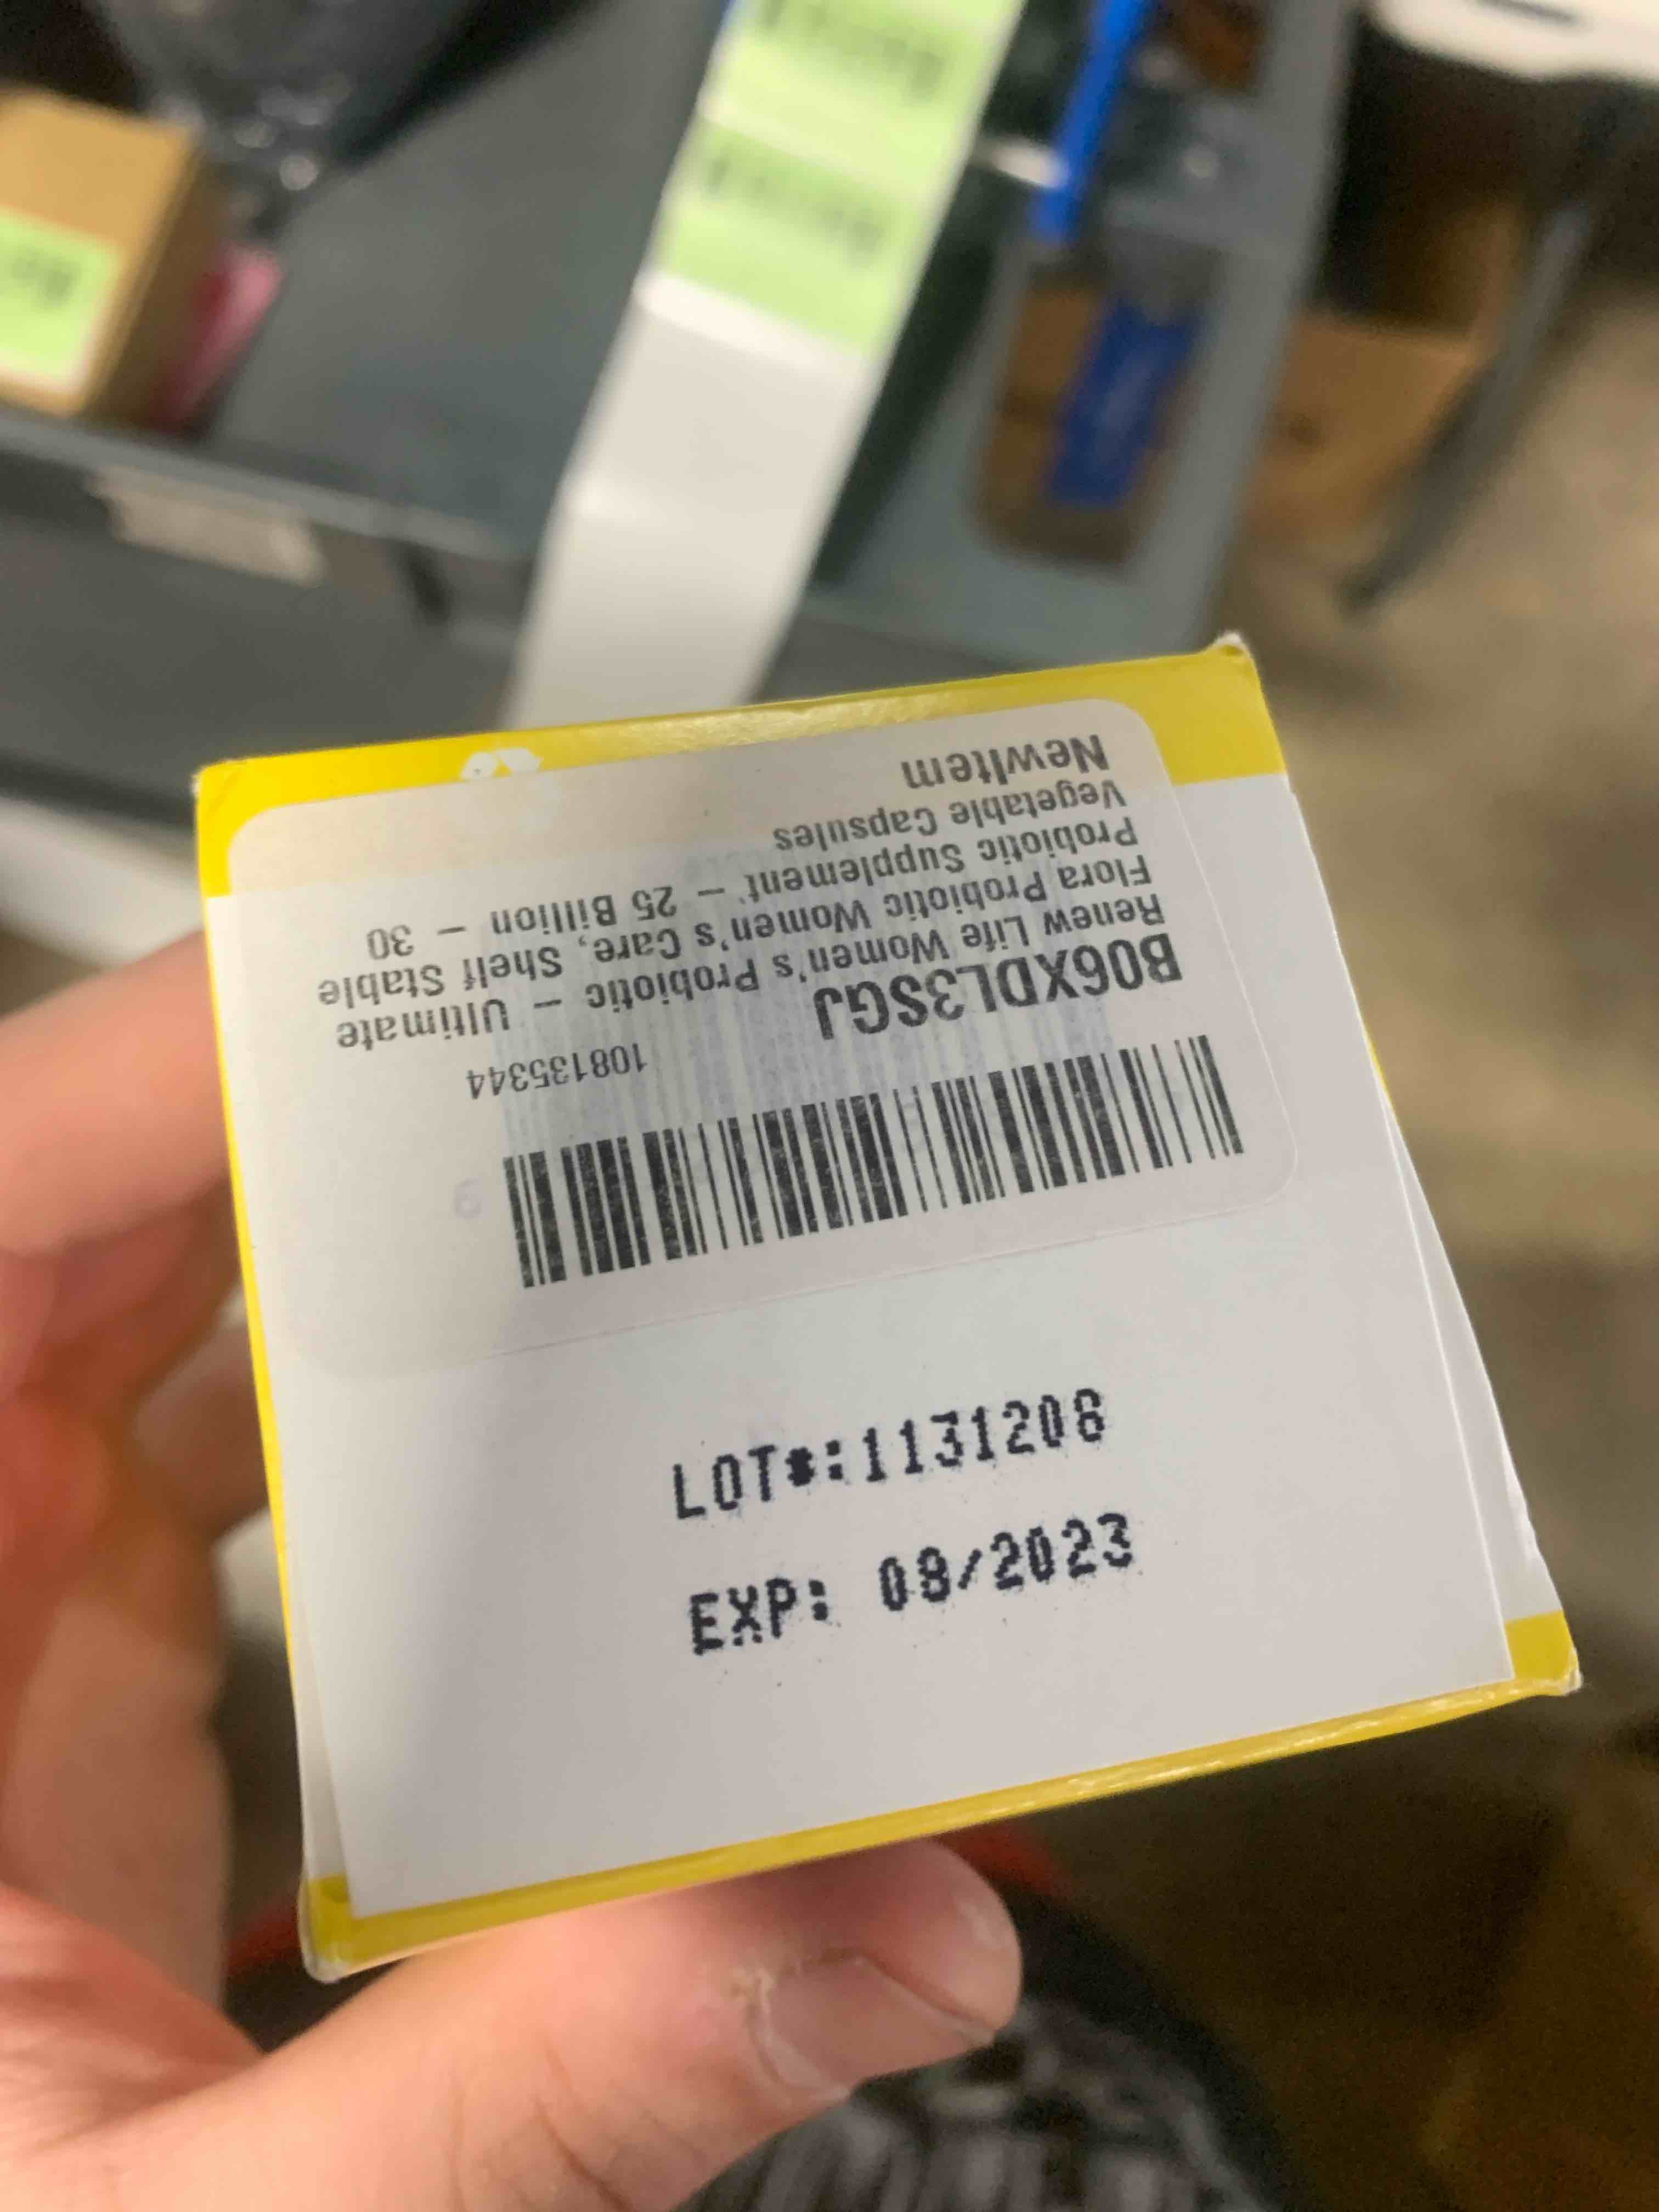 108135344
B06XDL3SGJ
Renew Life Women's Probiotic – Ultimate
Flora Probiotic Women's Care, Shelf Stable
Probiotic Supplement, – 25 Billion – 30
Vegetable Capsules
NewItem
LOT#:1131208
EXP: 08/2023